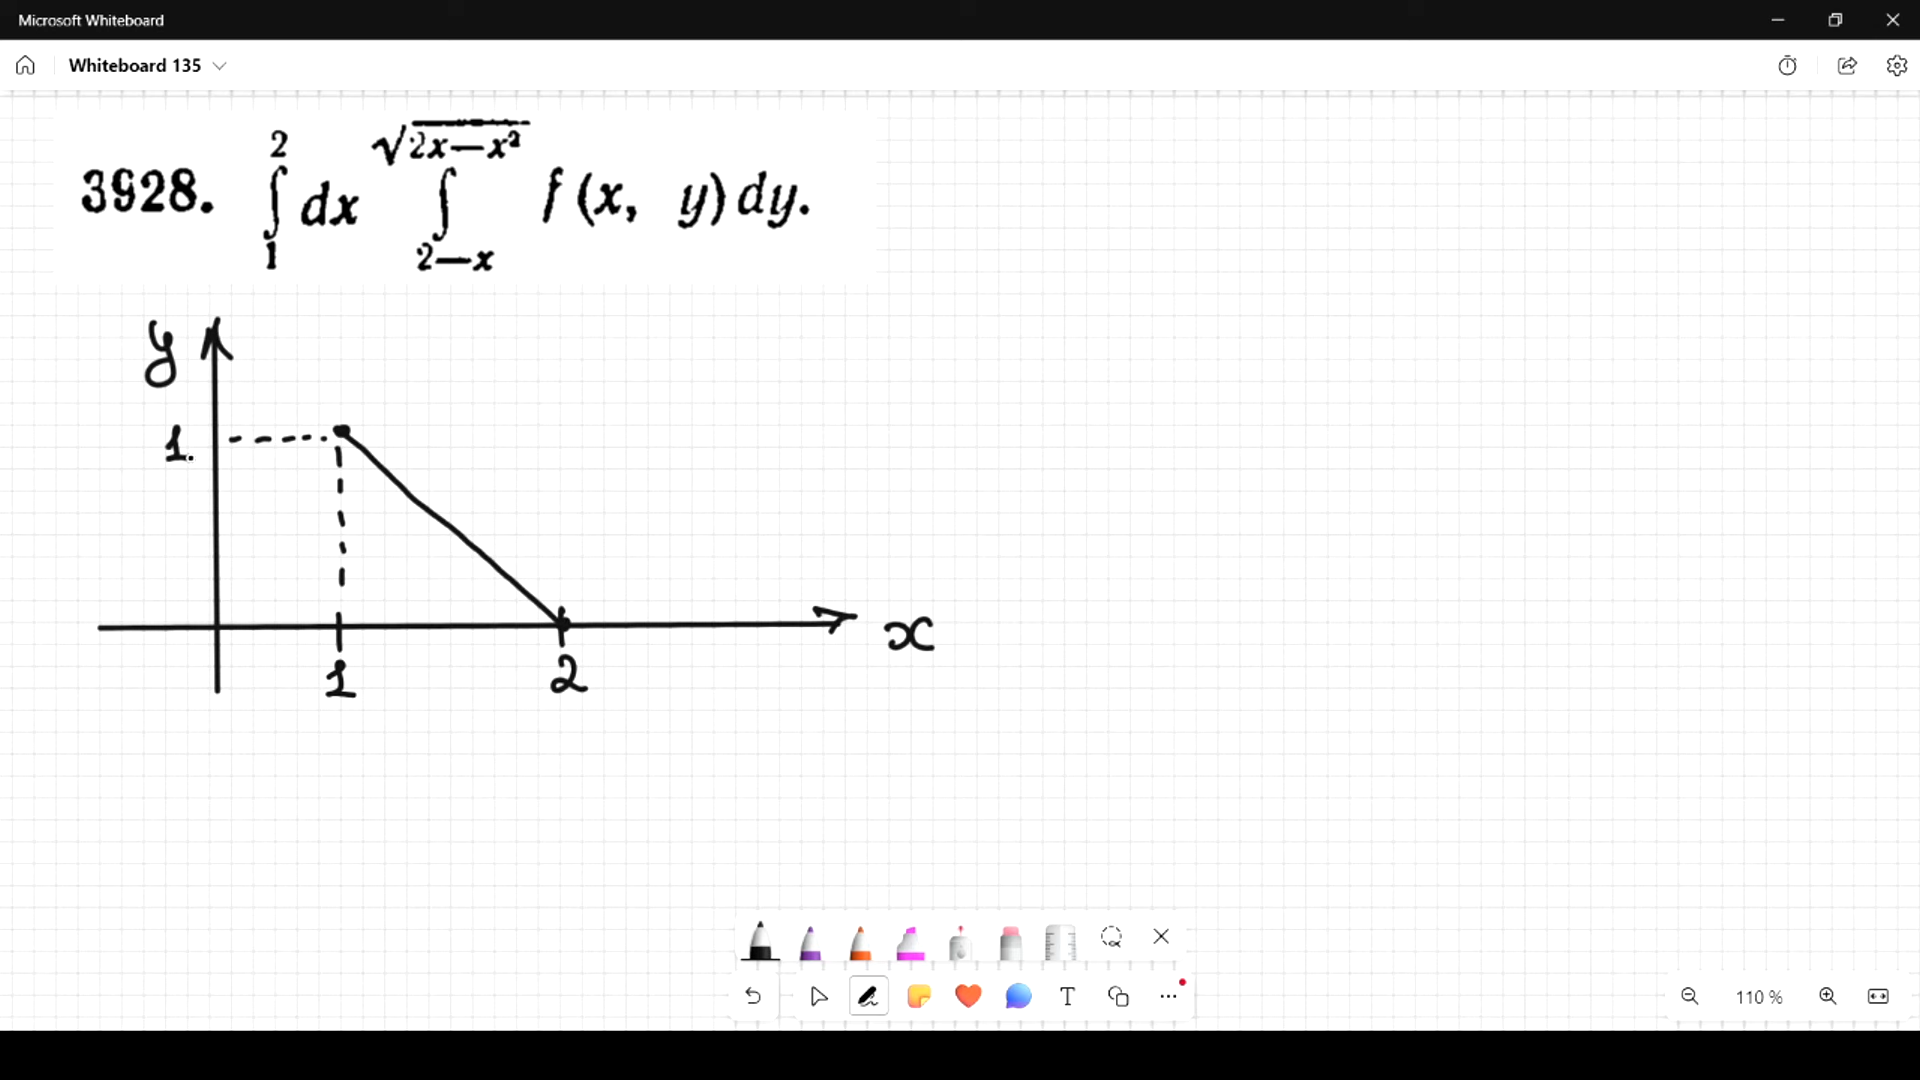 Microsoft Whiteboard
Whiteboard 135
3928. ∫₁² dx ∫_{2—x}^{√(2x—x²)} f (x, y) dy.
y
1.
x
1 2
T
110 %